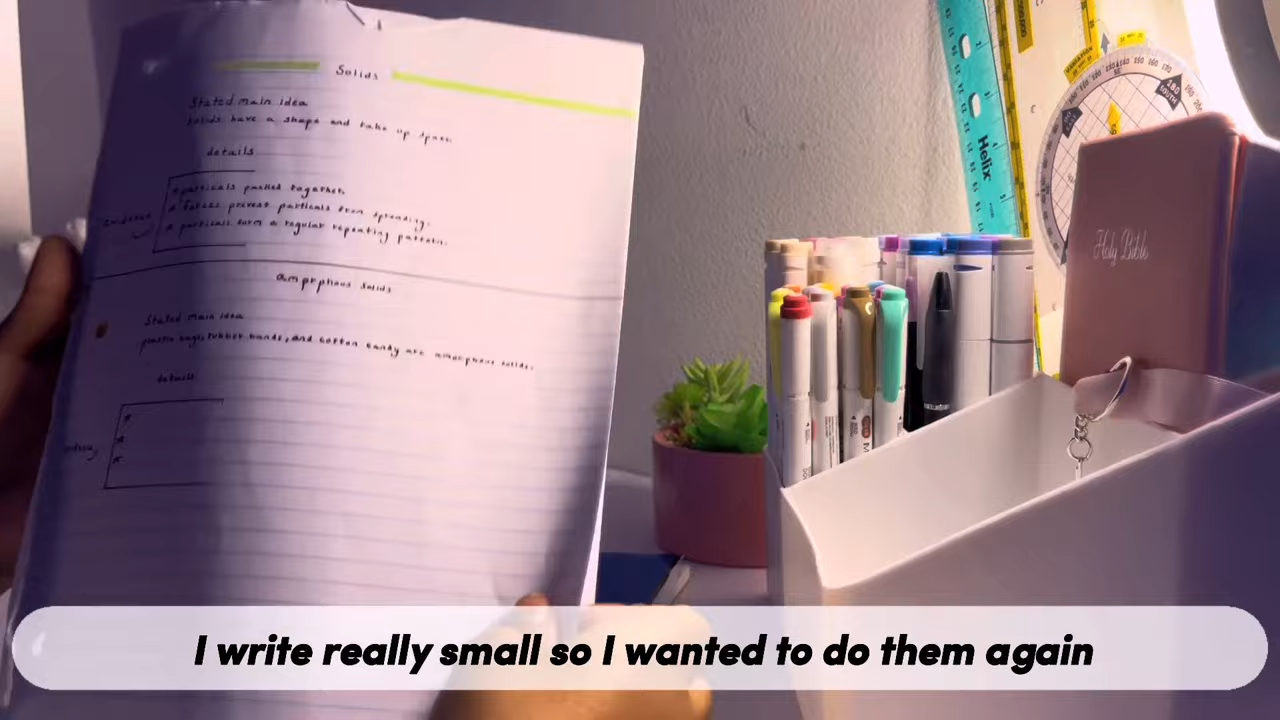 Solids
Stated main idea
solids have a shape and take up space
details
* particals packed together
evidence
* forces prevent particals from spreading.
* particals form a regular repeating pattern.
amorphous solids
Stated main idea
plastic bags, rubber bands, and cotton candy are amorphous solids.
details
Helix
Holy Bible
SOUTH
I write really small so I wanted to do them again